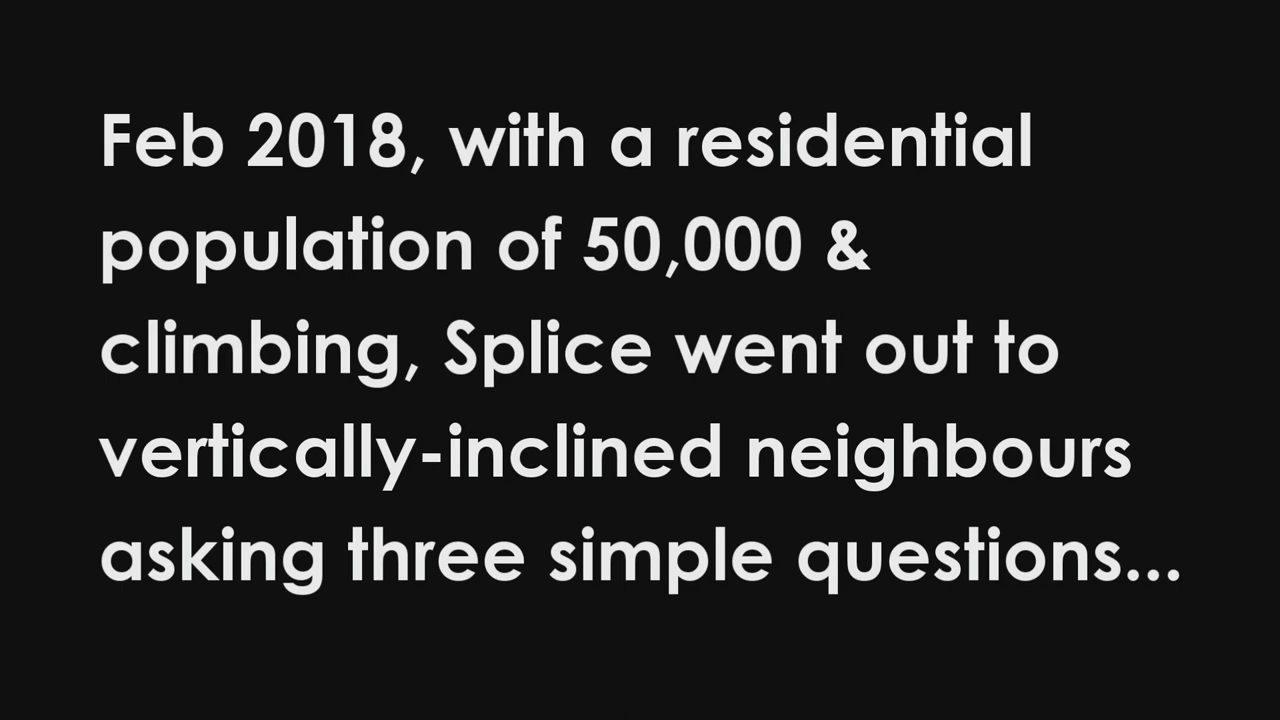 Feb 2018, with a residential
population of 50,000 &
climbing, Splice went out to
vertically-inclined neighbours
asking three simple questions...